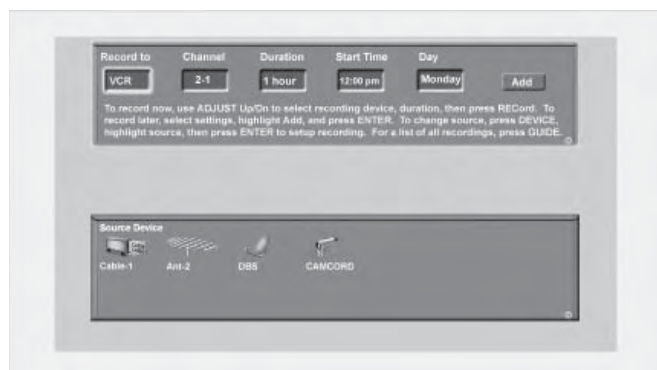 Record to Channel Duration Start Time Day
VCR 2-1 1 hour 12:00 pm Monday Add
To record now, use ADJUST Up/Dn to select recording device, duration, then press RECord. To
record later, select settings, highlight Add, and press ENTER. To change source, press DEVICE,
highlight source, then press ENTER to setup recording. For a list of all recordings, press GUIDE.
Source Device
Cable-1 Ant-2 DBS CAMCORD